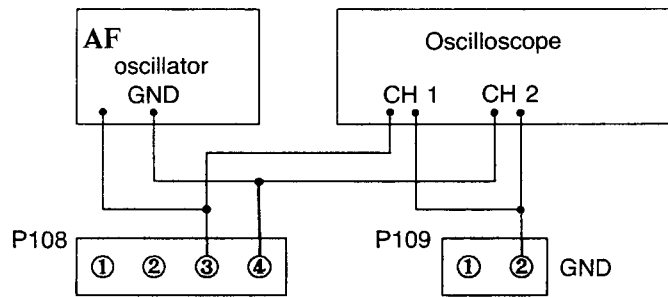 AF
oscillator
GND
Oscilloscope
CH 1 CH 2
P108
① ② ③ ④
P109
① ② GND